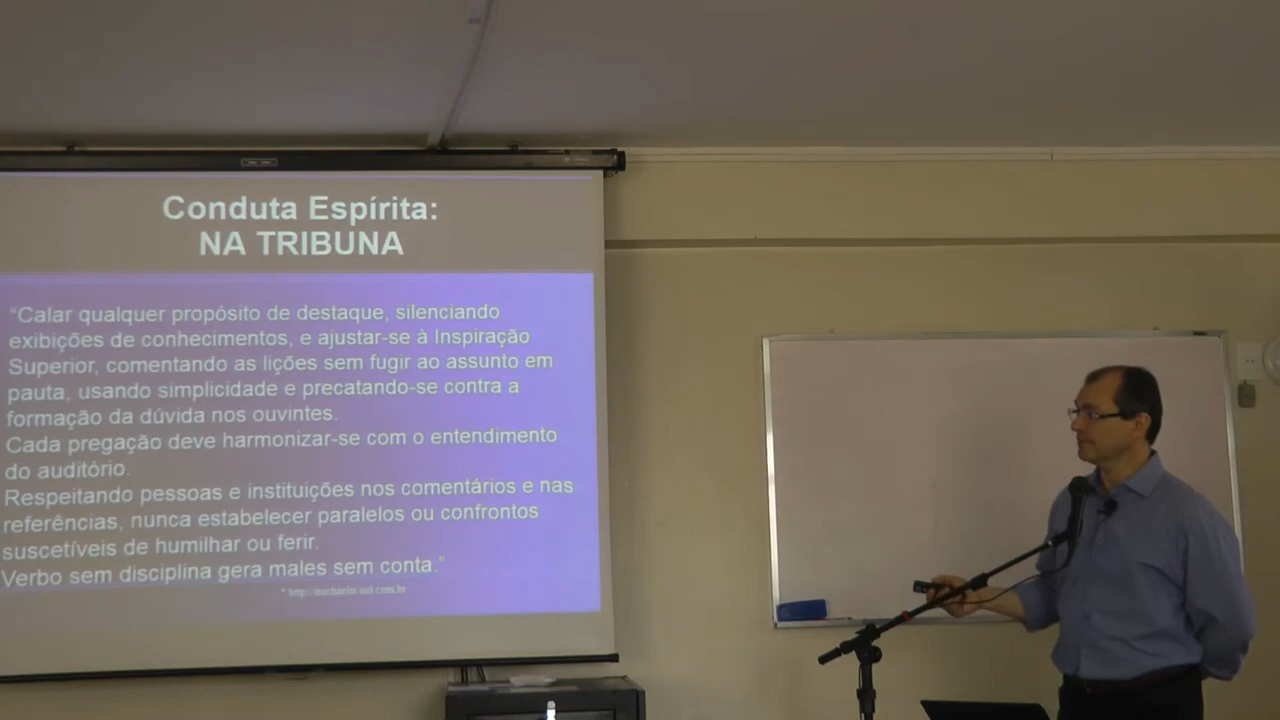 Conduta Espírita:
NA TRIBUNA
“Calar qualquer propósito de destaque, silenciando
exibições de conhecimentos, e ajustar-se à Inspiração
Superior, comentando as lições sem fugir ao assunto em
pauta, usando simplicidade e precatando-se contra a
formação da dúvida nos ouvintes.
Cada pregação deve harmonizar-se com o entendimento
do auditório.
Respeitando pessoas e instituições nos comentários e nas
referências, nunca estabelecer paralelos ou confrontos
suscetíveis de humilhar ou ferir.
Verbo sem disciplina gera males sem conta.”